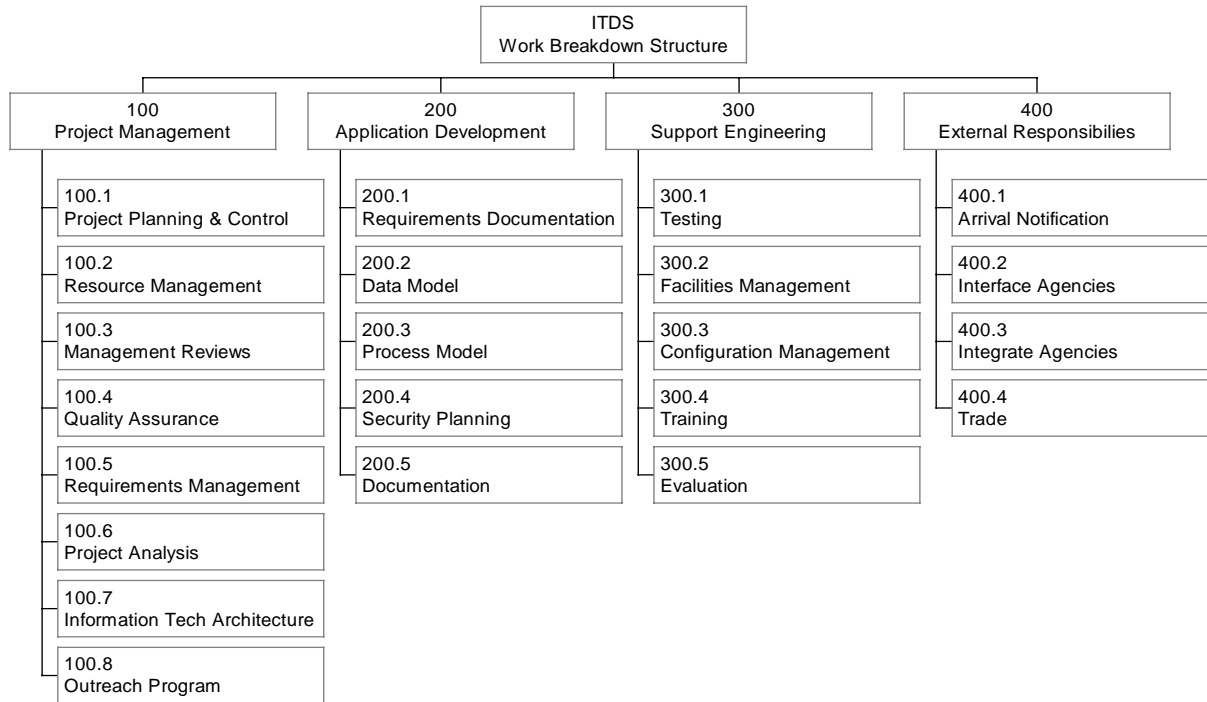 ITDS
Work Breakdown Structure
100
Project Management
200
Application Development
300
Support Engineering
400
External Responsibilies
100.1
Project Planning & Control
100.2
Resource Management
100.3
Management Reviews
100.4
Quality Assurance
100.5
Requirements Management
100.6
Project Analysis
100.7
Information Tech Architecture
100.8
Outreach Program
200.1
Requirements Documentation
200.2
Data Model
200.3
Process Model
200.4
Security Planning
200.5
Documentation
300.1
Testing
300.2
Facilities Management
300.3
Configuration Management
300.4
Training
300.5
Evaluation
400.1
Arrival Notification
400.2
Interface Agencies
400.3
Integrate Agencies
400.4
Trade